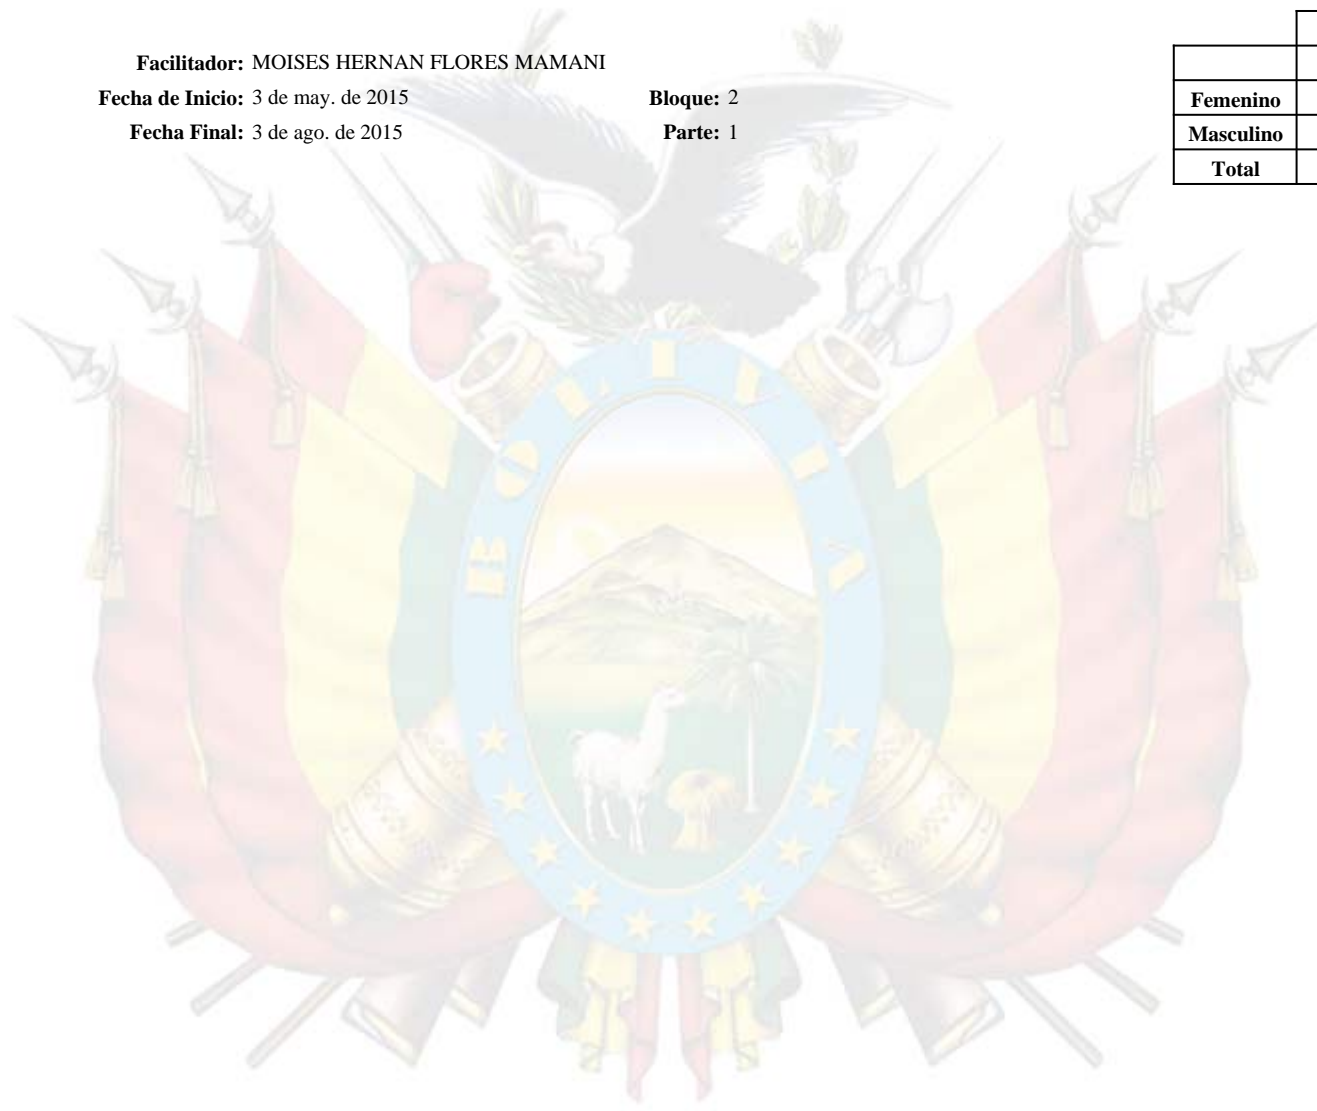 Facilitador: MOISES HERNAN FLORES MAMANI
Fecha de Inicio: 3 de may. de 2015 Bloque: 2
Fecha Final: 3 de ago. de 2015 Parte: 1
Femenino
Masculino
Total
BOLIVIA